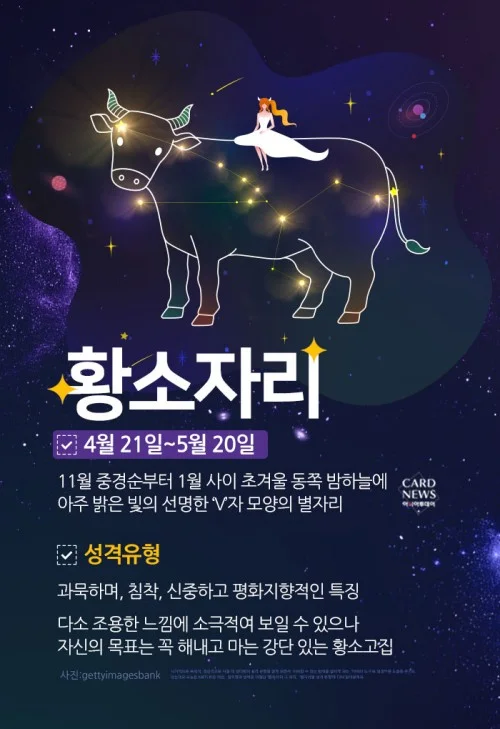 황소자리
4월 21일~5월 20일
11월 중경순부터 1월 사이 초겨울 동쪽 밤하늘에
아주 밝은 빛의 선명한 'V'자 모양의 별자리
CARD
NEWS
성격유형
과묵하며, 침착, 신중하고 평화지향적인 특징
다소 조용한 느낌에 소극적여 보일 수 있으나
자신의 목표는 꼭 해내고 마는 강단 있는 황소고집
사진:gettyimagesbank